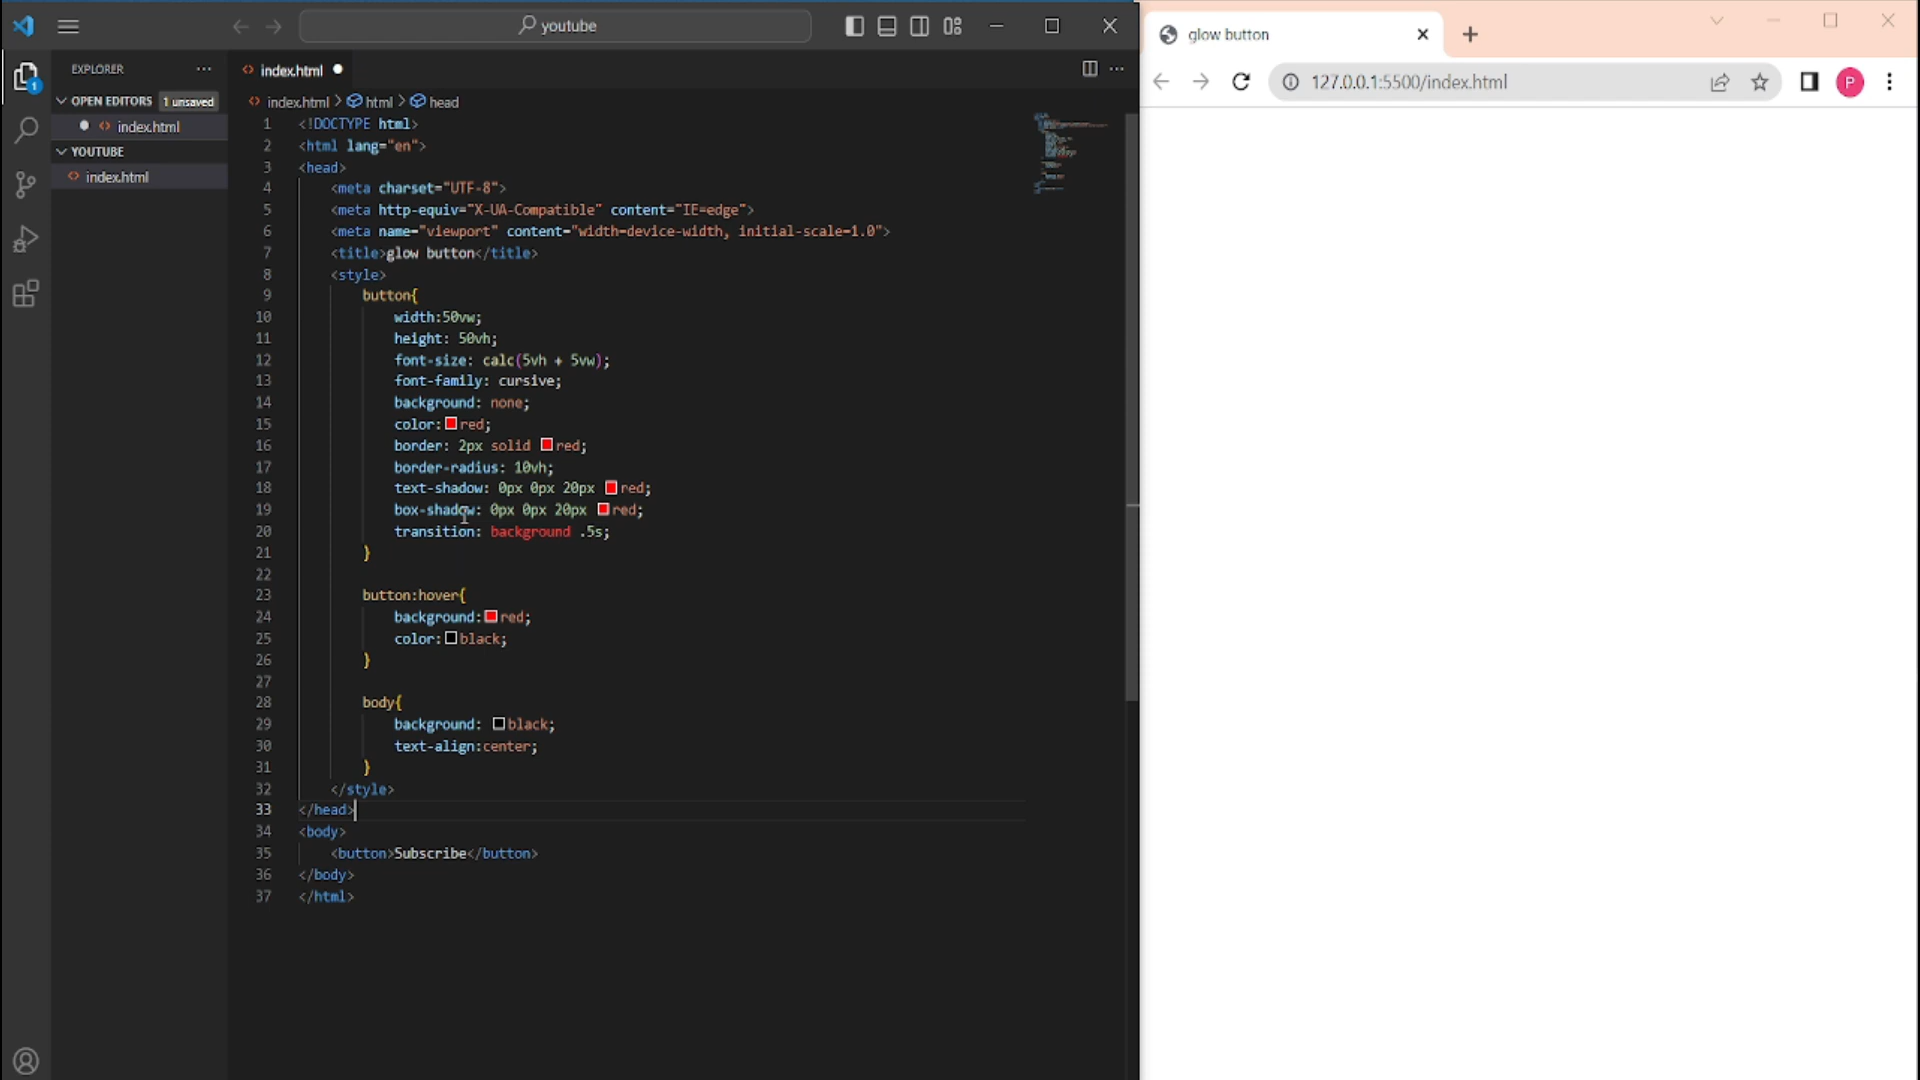 youtube
EXPLORER ...
OPEN EDITORS 1 unsaved
index.html
YOUTUBE
index.html
1
index.html
index.html > html > head
1 <!DOCTYPE html>
2 <html lang="en">
3 <head>
4 <meta charset="UTF-8">
5 <meta http-equiv="X-UA-Compatible" content="IE=edge">
6 <meta name="viewport" content="width=device-width, initial-scale=1.0">
7 <title>glow button</title>
8 <style>
9 button{
10 width:50vw;
11 height: 50vh;
12 font-size: calc(5vh + 5vw);
13 font-family: cursive;
14 background: none;
15 color:red;
16 border: 2px solid red;
17 border-radius: 10vh;
18 text-shadow: 0px 0px 20px red;
19 box-shadow: 0px 0px 20px red;
20 transition: background .5s;
21 }
22
23 button:hover{
24 background:red;
25 color:black;
26 }
27
28 body{
29 background: black;
30 text-align:center;
31 }
32 </style>
33 </head>
34 <body>
35 <button>Subscribe</button>
36 </body>
37 </html>
glow button
127.0.0.1:5500/index.html
P